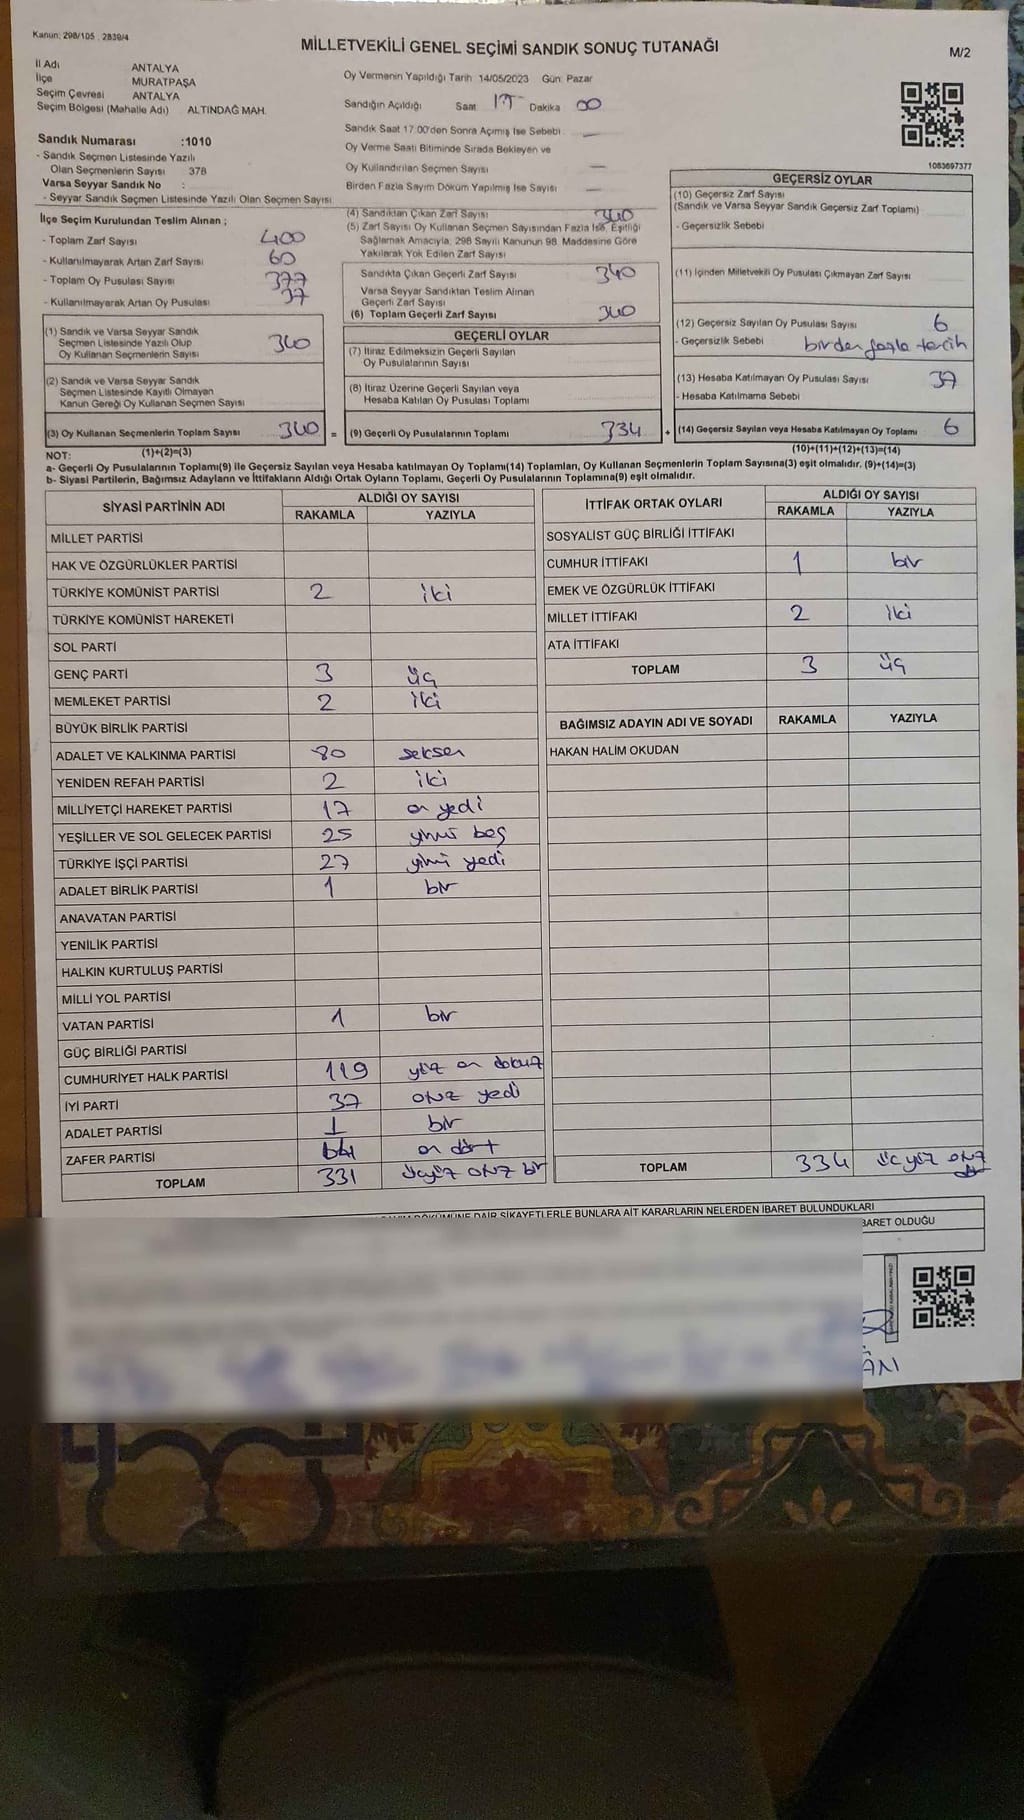 Kanun: 298/105 . 2839/4
MİLLETVEKİLİ GENEL SEÇİMİ SANDIK SONUÇ TUTANAĞI
M/2
İl Adı ANTALYA
İlçe MURATPAŞA
Seçim Çevresi ANTALYA
Seçim Bölgesi (Mahalle Adı) ALTINDAĞ MAH.
Oy Vermenin Yapıldığı Tarih 14/05/2023 Gün: Pazar
Sandığın Açıldığı Saat 17 Dakika 00
Sandık Saat 17:00'den Sonra Açımış İse Sebebi: —
Oy Verme Saati Bitiminde Sırada Bekleyen ve
Oy Kullandırılan Seçmen Sayısı —
Birden Fazla Sayım Döküm Yapılmış İse Sayısı —
1083697377
Sandık Numarası :1010
- Sandık Seçmen Listesinde Yazılı
Olan Seçmenlerin Sayısı 378
Varsa Seyyar Sandık No :
- Seyyar Sandık Seçmen Listesinde Yazılı Olan Seçmen Sayısı
İlçe Seçim Kurulundan Teslim Alınan ;
- Toplam Zarf Sayısı 400
- Kullanılmayarak Artan Zarf Sayısı 60
- Toplam Oy Pusulası Sayısı 377
- Kullanılmayarak Artan Oy Pusulası 37
(1) Sandık ve Varsa Seyyar Sandık
Seçmen Listesinde Yazılı Olup
Oy Kullanan Seçmenlerin Sayısı 340
(2) Sandık ve Varsa Seyyar Sandık
Seçmen Listesinde Kayıtlı Olmayan
Kanun Gereği Oy Kullanan Seçmen Sayısı
(3) Oy Kullanan Seçmenlerin Toplam Sayısı 340 =
(4) Sandıktan Çıkan Zarf Sayısı 340
(5) Zarf Sayısı Oy Kullanan Seçmen Sayısından Fazla İse, Eşitliği
Sağlamak Amacıyla, 298 Sayılı Kanunun 98. Maddesine Göre
Yakılarak Yok Edilen Zarf Sayısı
Sandıkta Çıkan Geçerli Zarf Sayısı 340
Varsa Seyyar Sandıktan Teslim Alınan
Geçerli Zarf Sayısı
(6) Toplam Geçerli Zarf Sayısı 340
GEÇERLİ OYLAR
(7) İtiraz Edilmeksizin Geçerli Sayılan
Oy Pusulalarının Sayısı
(8) İtiraz Üzerine Geçerli Sayılan veya
Hesaba Katılan Oy Pusulası Toplamı
(9) Geçerli Oy Pusulalarının Toplamı 334 +
GEÇERSİZ OYLAR
(10) Geçersiz Zarf Sayısı
(Sandık ve Varsa Seyyar Sandık Geçersiz Zarf Toplamı)
- Geçersizlik Sebebi
(11) İçinden Milletvekili Oy Pusulası Çıkmayan Zarf Sayısı
(12) Geçersiz Sayılan Oy Pusulası Sayısı 6
- Geçersizlik Sebebi birden fazla tercih
(13) Hesaba Katılmayan Oy Pusulası Sayısı 37
- Hesaba Katılmama Sebebi
(14) Geçersiz Sayılan veya Hesaba Katılmayan Oy Toplamı 6
NOT: (1)+(2)=(3) (10)+(11)+(12)+(13)=(14)
a- Geçerli Oy Pusulalarının Toplamı(9) ile Geçersiz Sayılan veya Hesaba katılmayan Oy Toplamı(14) Toplamları, Oy Kullanan Seçmenlerin Toplam Sayısına(3) eşit olmalıdır. (9)+(14)=(3)
b- Siyasi Partilerin, Bağımsız Adayların ve İttifakların Aldığı Ortak Oyların Toplamı, Geçerli Oy Pusulalarının Toplamına(9) eşit olmalıdır.
SİYASİ PARTİNİN ADI ALDIĞI OY SAYISI
RAKAMLA YAZIYLA
MİLLET PARTİSİ
HAK VE ÖZGÜRLÜKLER PARTİSİ
TÜRKİYE KOMÜNİST PARTİSİ 2 iki
TÜRKİYE KOMÜNİST HAREKETİ
SOL PARTİ
GENÇ PARTİ 3 üç
MEMLEKET PARTİSİ 2 iki
BÜYÜK BİRLİK PARTİSİ
ADALET VE KALKINMA PARTİSİ 80 seksen
YENİDEN REFAH PARTİSİ 2 iki
MİLLİYETÇİ HAREKET PARTİSİ 17 on yedi
YEŞİLLER VE SOL GELECEK PARTİSİ 25 yirmi beş
TÜRKİYE İŞÇİ PARTİSİ 27 yirmi yedi
ADALET BİRLİK PARTİSİ 1 bir
ANAVATAN PARTİSİ
YENİLİK PARTİSİ
HALKIN KURTULUŞ PARTİSİ
MİLLİ YOL PARTİSİ
VATAN PARTİSİ 1 bir
GÜÇ BİRLİĞİ PARTİSİ
CUMHURİYET HALK PARTİSİ 119 yüz on dokuz
İYİ PARTİ 37 otuz yedi
ADALET PARTİSİ 1 bir
ZAFER PARTİSİ on dört
TOPLAM 331 üçyüz otuz bir
İTTİFAK ORTAK OYLARI ALDIĞI OY SAYISI
RAKAMLA YAZIYLA
SOSYALİST GÜÇ BİRLİĞİ İTTİFAKI
CUMHUR İTTİFAKI 1 bir
EMEK VE ÖZGÜRLÜK İTTİFAKI
MİLLET İTTİFAKI 2 iki
ATA İTTİFAKI
TOPLAM 3 üç
BAĞIMSIZ ADAYIN ADI VE SOYADI RAKAMLA YAZIYLA
HAKAN HALİM OKUDAN
TOPLAM 334 üç yüz otuz
DÖKÜMÜNE DAİR ŞİKAYETLERLE BUNLARA AİT KARARLARIN NELERDEN İBARET BULUNDUKLARI
BARET OLDUĞU